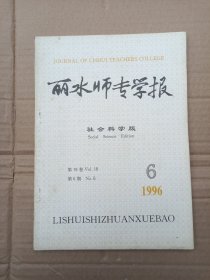 JOURNAL OF LISHUI TEACHERS COLLEGE
丽水师专学报
社会科学版
Social Science Edition
第18卷 Vol.18
第6期 No.6
6
1996
LISHUISHIZHUANXUEBAO